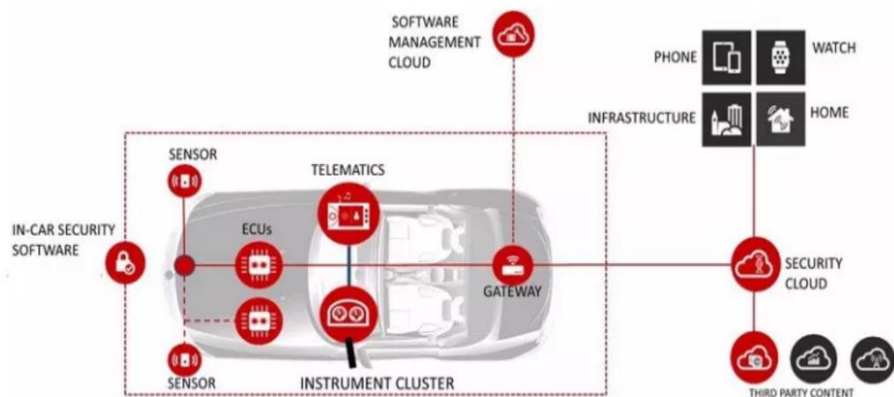 SOFTWARE
MANAGEMENT
CLOUD
PHONE
WATCH
INFRASTRUCTURE
HOME
SENSOR
TELEMATICS
IN-CAR SECURITY
SOFTWARE
ECUs
GATEWAY
SECURITY
CLOUD
SENSOR
INSTRUMENT CLUSTER
THIRD PARTY CONTENT